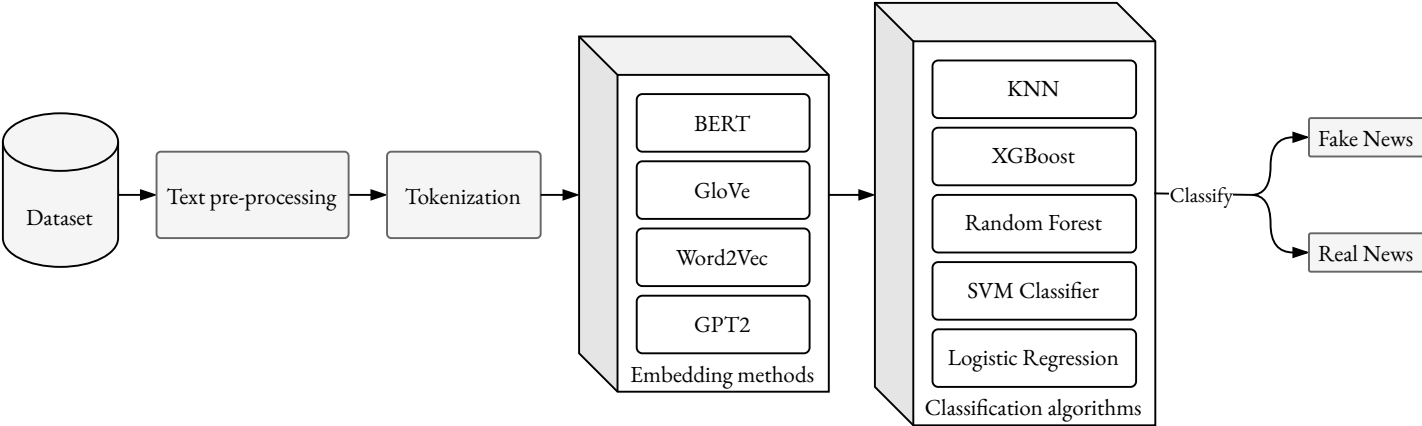 Dataset
Text pre-processing
Tokenization
BERT
GloVe
Word2Vec
GPT2
Embedding methods
KNN
XGBoost
Random Forest
SVM Classifier
Logistic Regression
Classification algorithms
Classify
Fake News
Real News